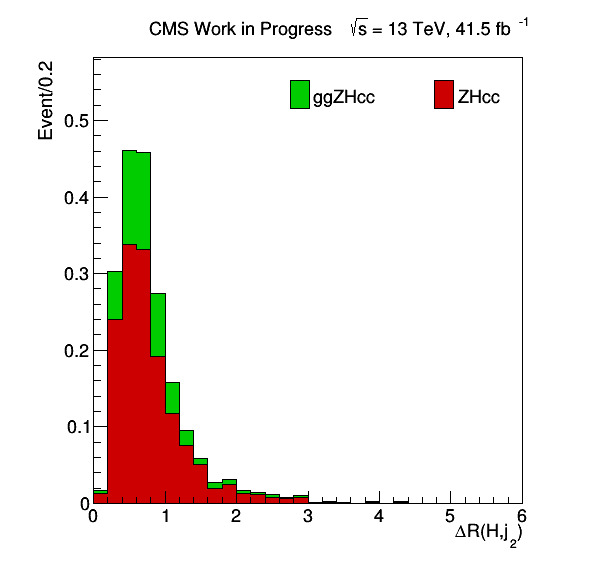 CMS Work in Progress √s = 13 TeV, 41.5 fb⁻¹
Event/0.2
ggZHcc ZHcc
0.5
0.4
0.3
0.2
0.1
0
0 1 2 3 4 5 6
ΔR(H,j₂)